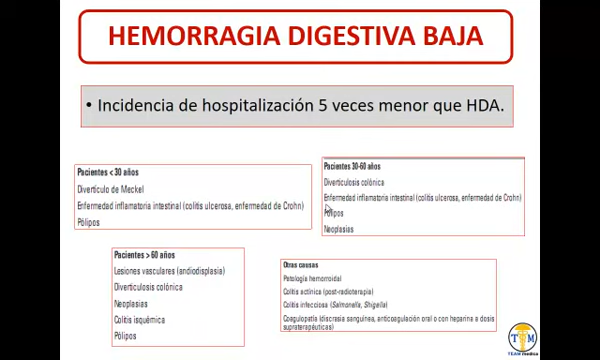 HEMORRAGIA DIGESTIVA BAJA
• Incidencia de hospitalización 5 veces menor que HDA.
Pacientes < 30 años
Divertículo de Meckel
Enfermedad inflamatoria intestinal (colitis ulcerosa, enfermedad de Crohn)
Pólipos
Pacientes 30-60 años
Diverticulosis colónica
Enfermedad inflamatoria intestinal (colitis ulcerosa, enfermedad de Crohn)
Pólipos
Neoplasias
Pacientes > 60 años
Lesiones vasculares (andiodisplasia)
Diverticulosis colónica
Neoplasias
Colitis isquémica
Pólipos
Otras causas
Patología hemorroidal
Colitis actínica (post-radioterapia)
Colitis infecciosa (Salmonella, Shigella)
Coagulopatía (discrasia sanguínea, anticoagulación oral o con heparina a dosis
supraterapéuticas)
T M
TEAM medica